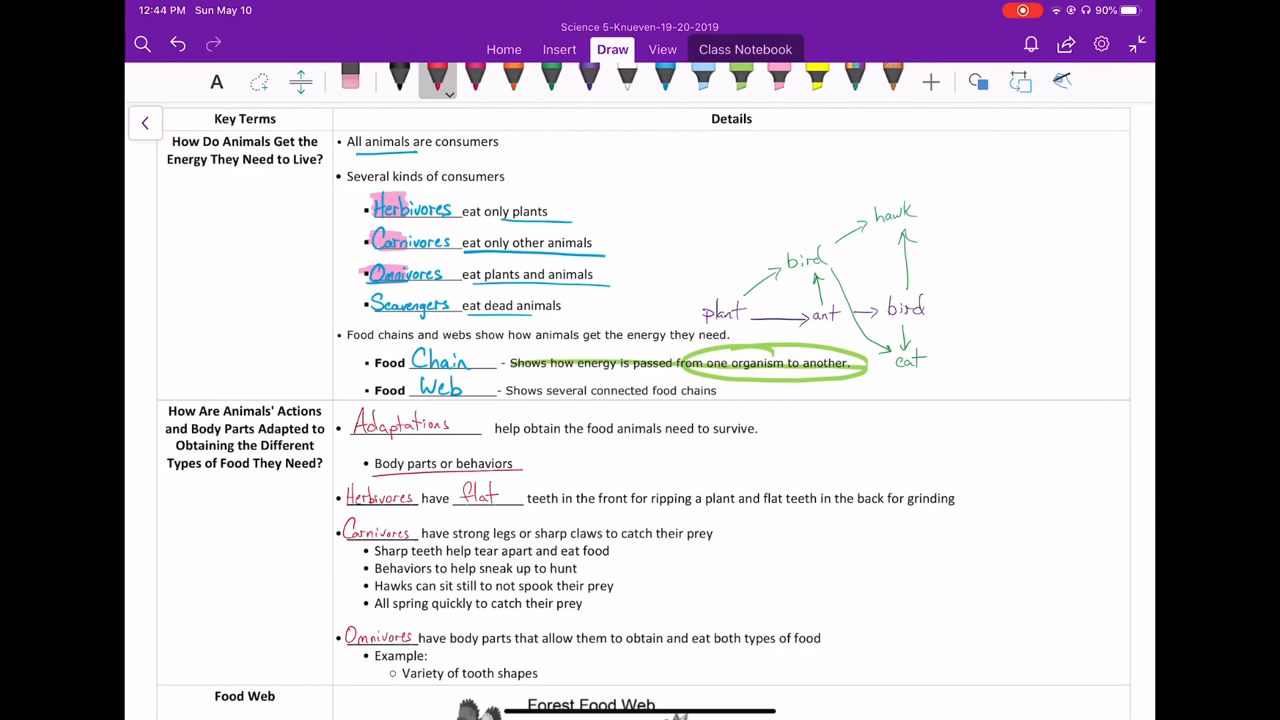 12:44 PM Sun May 10
90%
Science 5-Knueven-19-20-2019
Home Insert Draw View Class Notebook
A
Key Terms Details
How Do Animals Get the
Energy They Need to Live?
• All animals are consumers
• Several kinds of consumers
▪ Herbivores eat only plants
▪ Carnivores eat only other animals
▪ Omnivores eat plants and animals
▪ Scavengers eat dead animals
hawk
bird
plant ant bird
cat
• Food chains and webs show how animals get the energy they need.
▪ Food Chain - Shows how energy is passed from one organism to another.
▪ Food Web - Shows several connected food chains
How Are Animals' Actions
and Body Parts Adapted to
Obtaining the Different
Types of Food They Need?
• Adaptations help obtain the food animals need to survive.
• Body parts or behaviors
• Herbivores have flat teeth in the front for ripping a plant and flat teeth in the back for grinding
• Carnivores have strong legs or sharp claws to catch their prey
• Sharp teeth help tear apart and eat food
• Behaviors to help sneak up to hunt
• Hawks can sit still to not spook their prey
• All spring quickly to catch their prey
• Omnivores have body parts that allow them to obtain and eat both types of food
• Example:
○ Variety of tooth shapes
Food Web
Forest Food Web